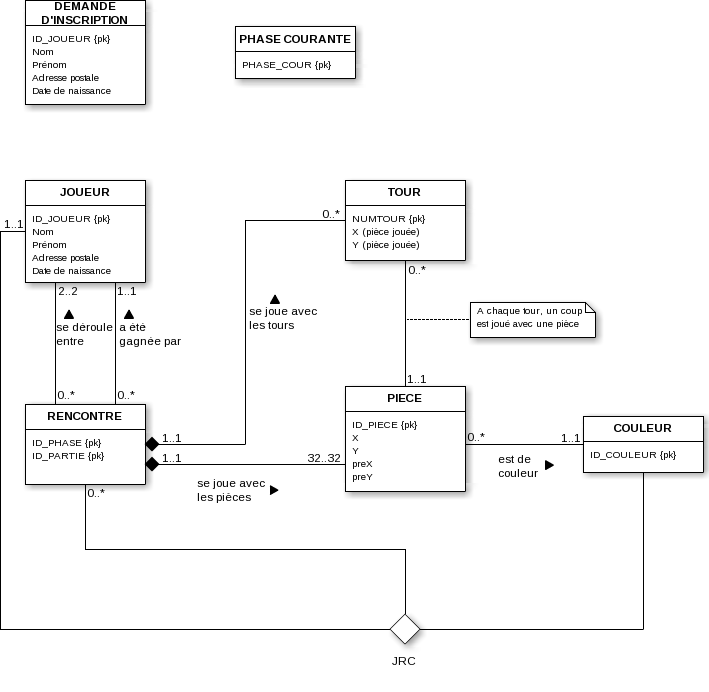 DEMANDE
D'INSCRIPTION
ID_JOUEUR {pk}
Nom
Prénom
Adresse postale
Date de naissance
PHASE COURANTE
PHASE_COUR {pk}
JOUEUR
ID_JOUEUR {pk}
Nom
Prénom
Adresse postale
Date de naissance
1..1
2..2
1..1
se déroule
entre
a été
gagnée par
0..*
0..*
TOUR
NUMTOUR {pk}
X (pièce jouée)
Y (pièce jouée)
0..*
0..*
se joue avec
les tours
A chaque tour, un coup
est joué avec une pièce
1..1
RENCONTRE
ID_PHASE {pk}
ID_PARTIE {pk}
1..1
1..1
0..*
32..32
se joue avec
les pièces
PIECE
ID_PIECE {pk}
X
Y
preX
preY
0..*
1..1
est de
couleur
COULEUR
ID_COULEUR {pk}
JRC